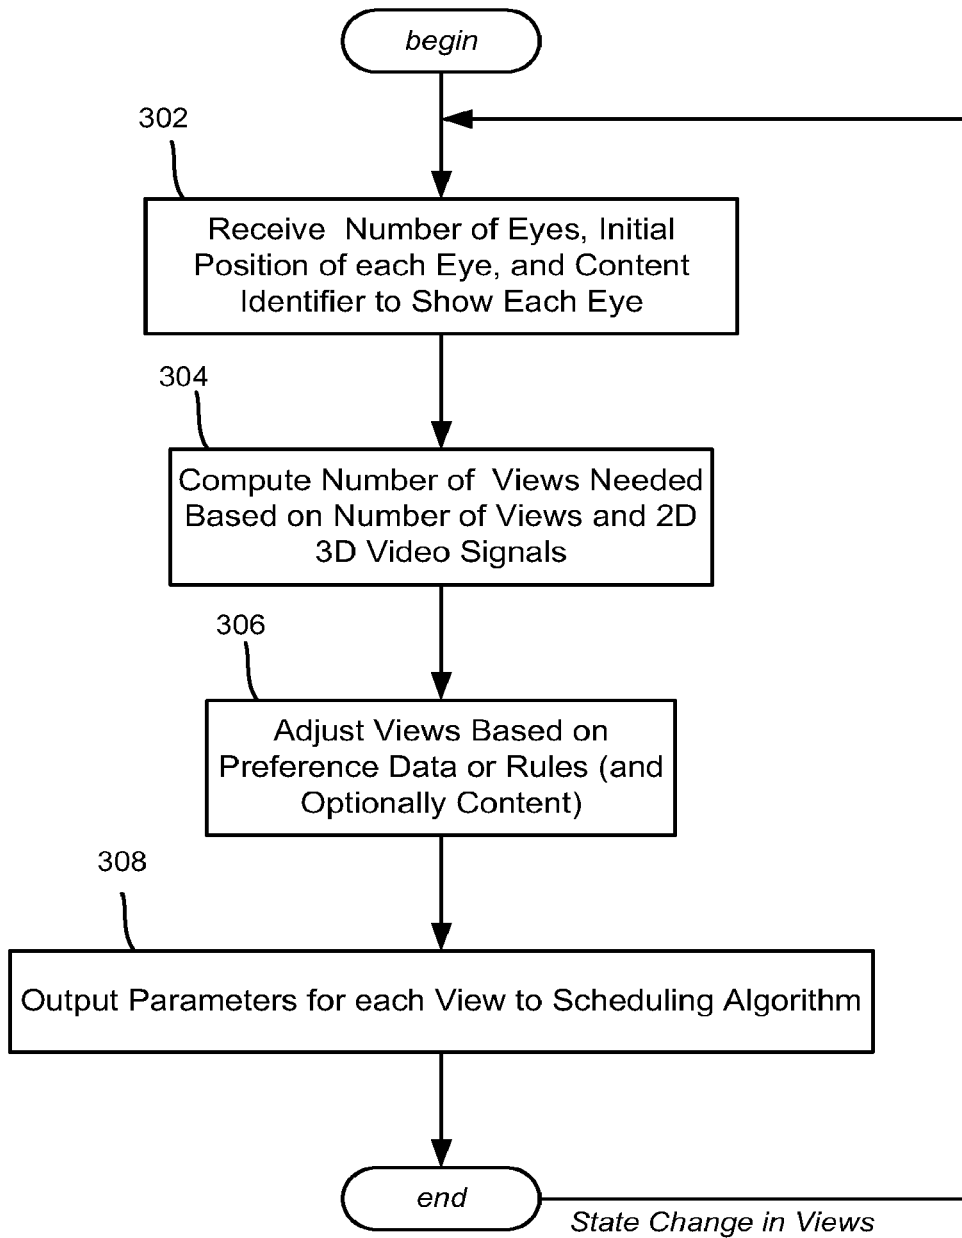 begin
302
Receive Number of Eyes, Initial
Position of each Eye, and Content
Identifier to Show Each Eye
304
Compute Number of Views Needed
Based on Number of Views and 2D
3D Video Signals
306
Adjust Views Based on
Preference Data or Rules (and
Optionally Content)
308
Output Parameters for each View to Scheduling Algorithm
end
State Change in Views